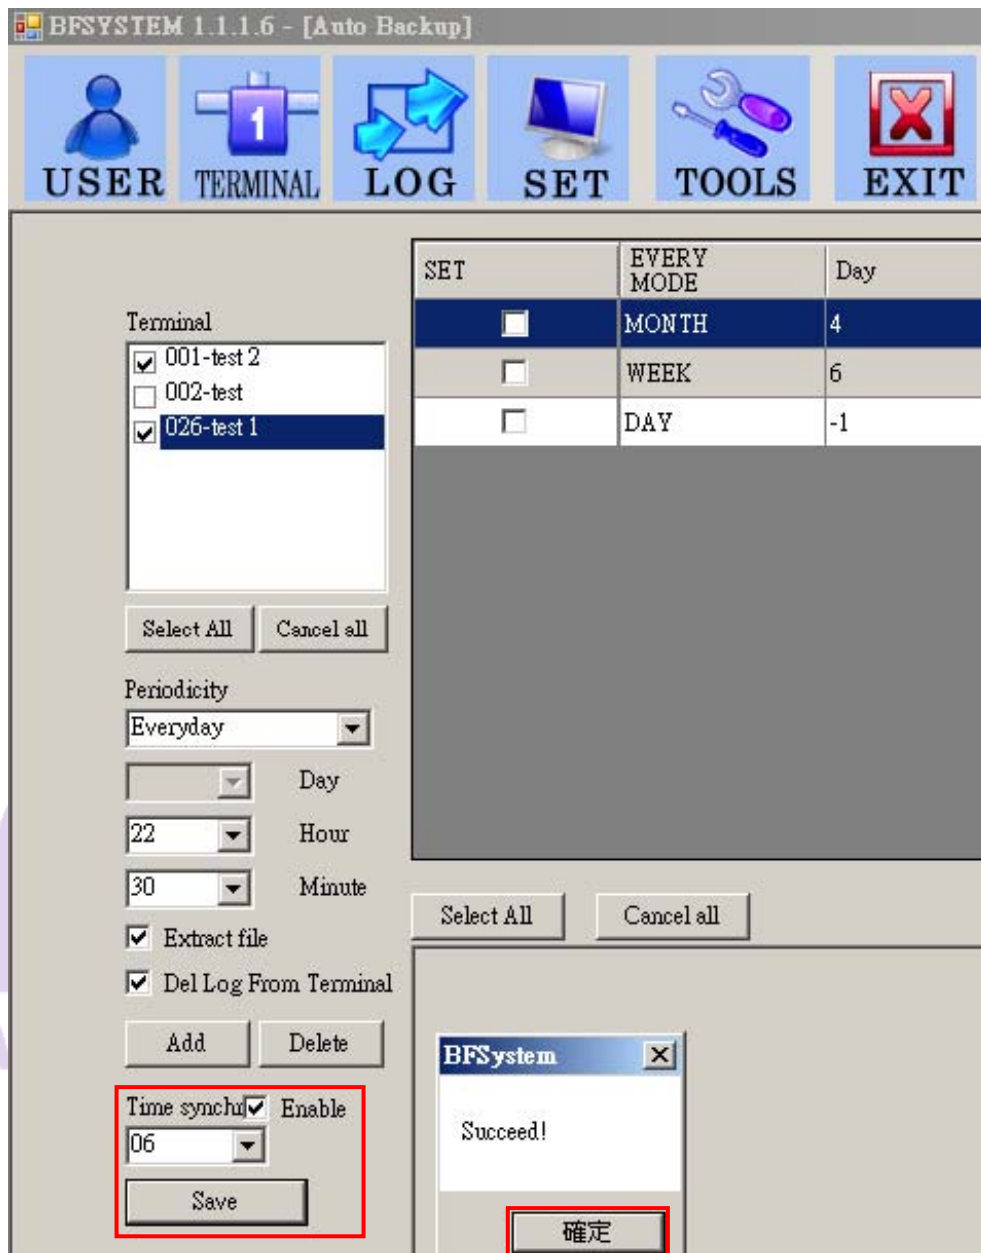 BFSYSTEM 1.1.1.6 - [Auto Backup]
USER TERMINAL 1 LOG SET TOOLS EXIT
SET EVERY MODE Day
MONTH 4
WEEK 6
DAY -1
Terminal
001-test 2
002-test
026-test 1
Select All Cancel all
Periodicity
Everyday
Day
22 Hour
30 Minute
Extract file
Del Log From Terminal
Add Delete
Time synchr Enable
06
Save
Select All Cancel all
BFSystem
Succeed!
確定